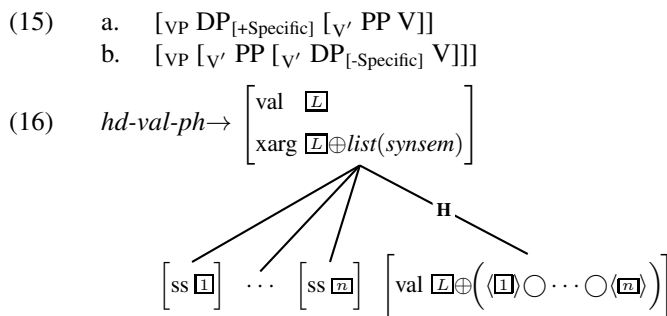 (15) a. [VP DP[+Specific] [V′ PP V]]
b. [VP [V′ PP [V′ DP[-Specific] V]]]
(16) hd-val-ph→ [val L
xarg L⊕list(synsem)]
H
[ss 1] ··· [ss n] [val L⊕(⟨1⟩◯···◯⟨n⟩)]